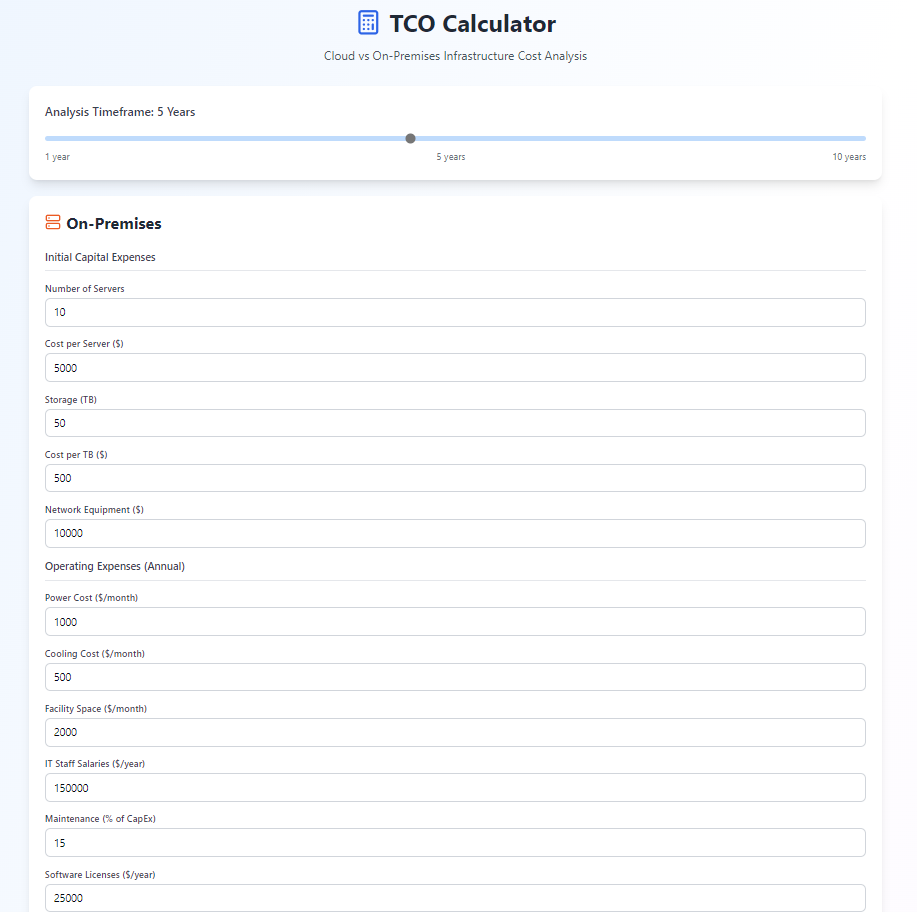 TCO Calculator
Cloud vs On-Premises Infrastructure Cost Analysis
Analysis Timeframe: 5 Years
1 year 5 years 10 years
On-Premises
Initial Capital Expenses
Number of Servers
10
Cost per Server ($)
5000
Storage (TB)
50
Cost per TB ($)
500
Network Equipment ($)
10000
Operating Expenses (Annual)
Power Cost ($/month)
1000
Cooling Cost ($/month)
500
Facility Space ($/month)
2000
IT Staff Salaries ($/year)
150000
Maintenance (% of CapEx)
15
Software Licenses ($/year)
25000